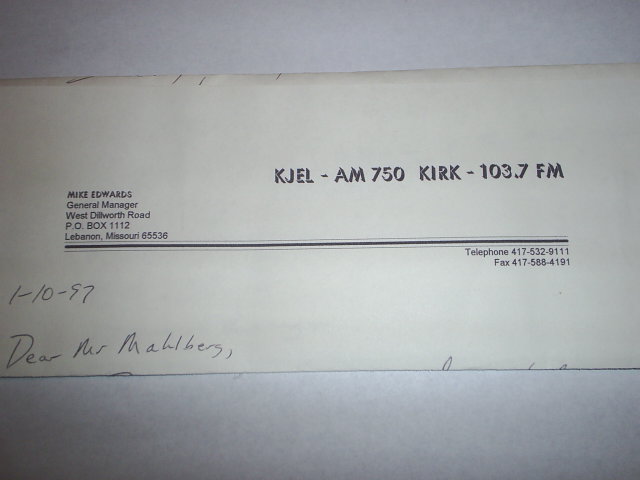 KJEL - AM 750 KIRK - 103.7 FM
MIKE EDWARDS
General Manager
West Dillworth Road
P.O. BOX 1112
Lebanon, Missouri 65536
Telephone 417-532-9111
Fax 417-588-4191
1-10-97
Dear Mr Mahlberg,